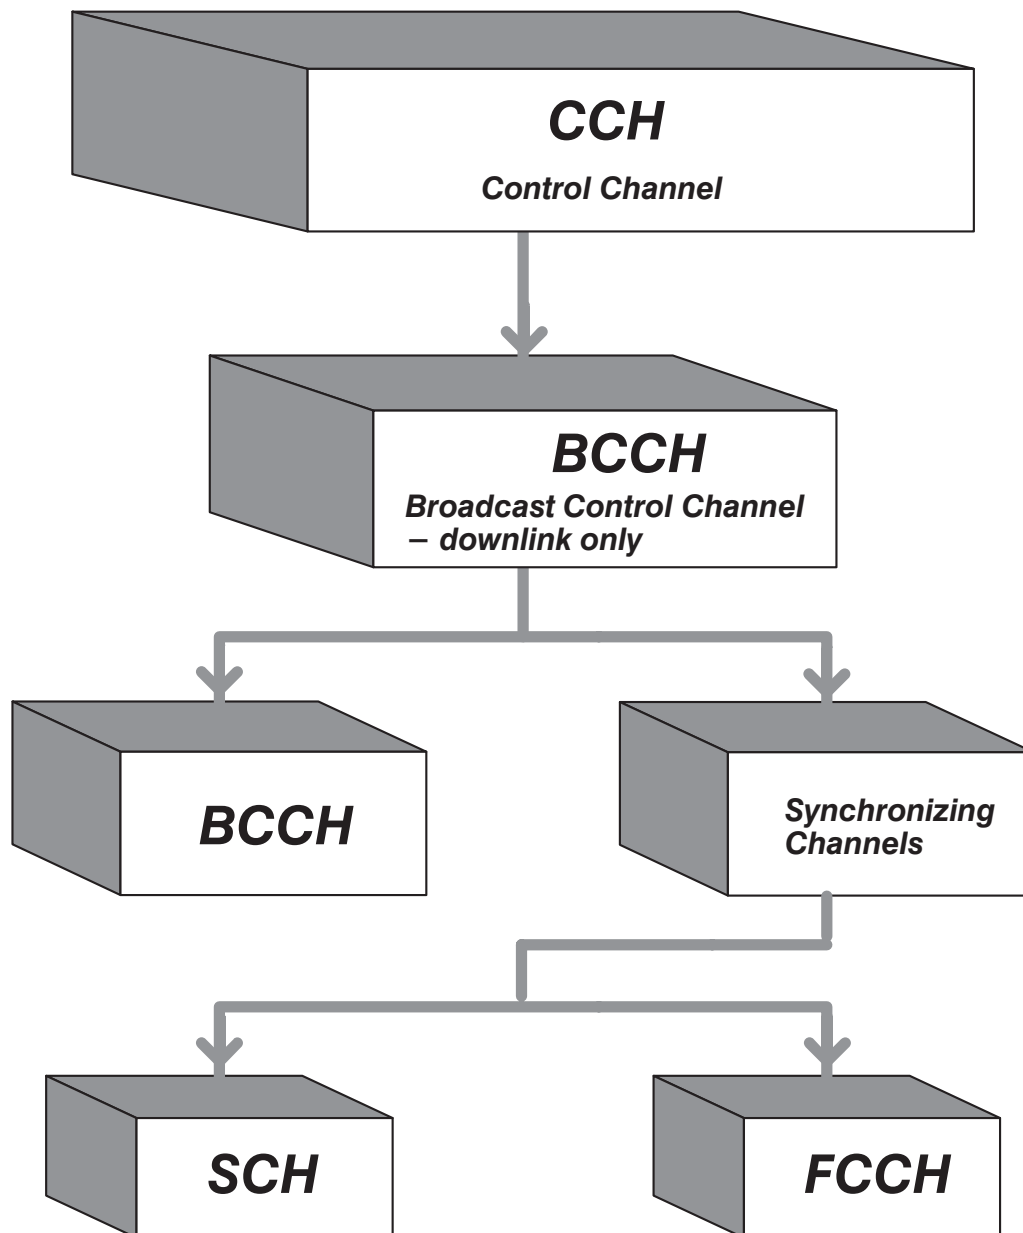 CCH
Control Channel
BCCH
Broadcast Control Channel
– downlink only
BCCH
Synchronizing
Channels
SCH
FCCH